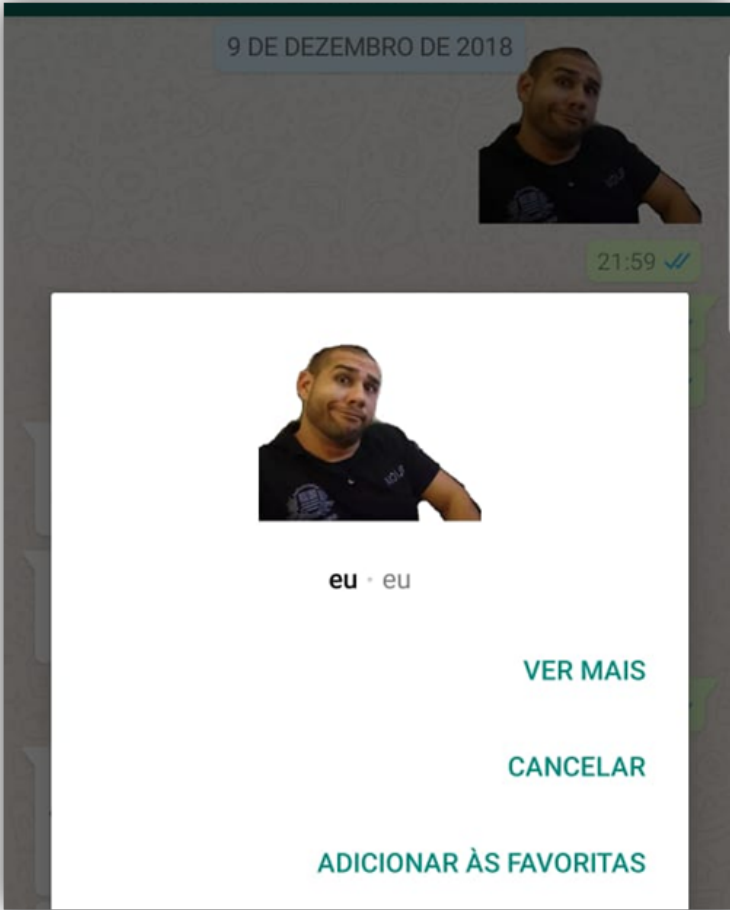 9 DE DEZEMBRO DE 2018
21:59
eu • eu
VER MAIS
CANCELAR
ADICIONAR ÀS FAVORITAS